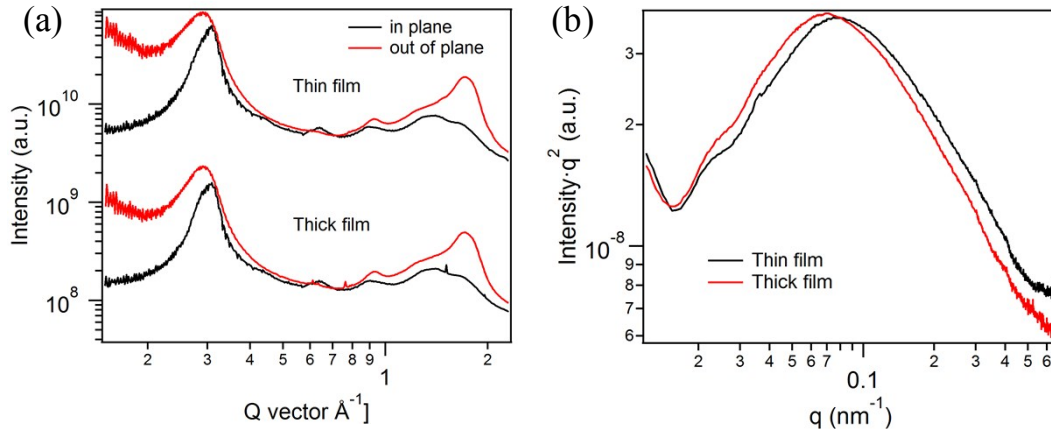 (a)
in plane
out of plane
Thin film
Thick film
Intensity (a.u.)
10^10
10^9
10^8
2 3 4 5 6 7 8 9 1 2
Q vector Å^-1]
(b)
Intensity·q^2 (a.u.)
3
2
10^-8
9
8
7
6
Thin film
Thick film
2 3 4 5 6 7 8 0.1 2 3 4 5 6
q (nm^-1)